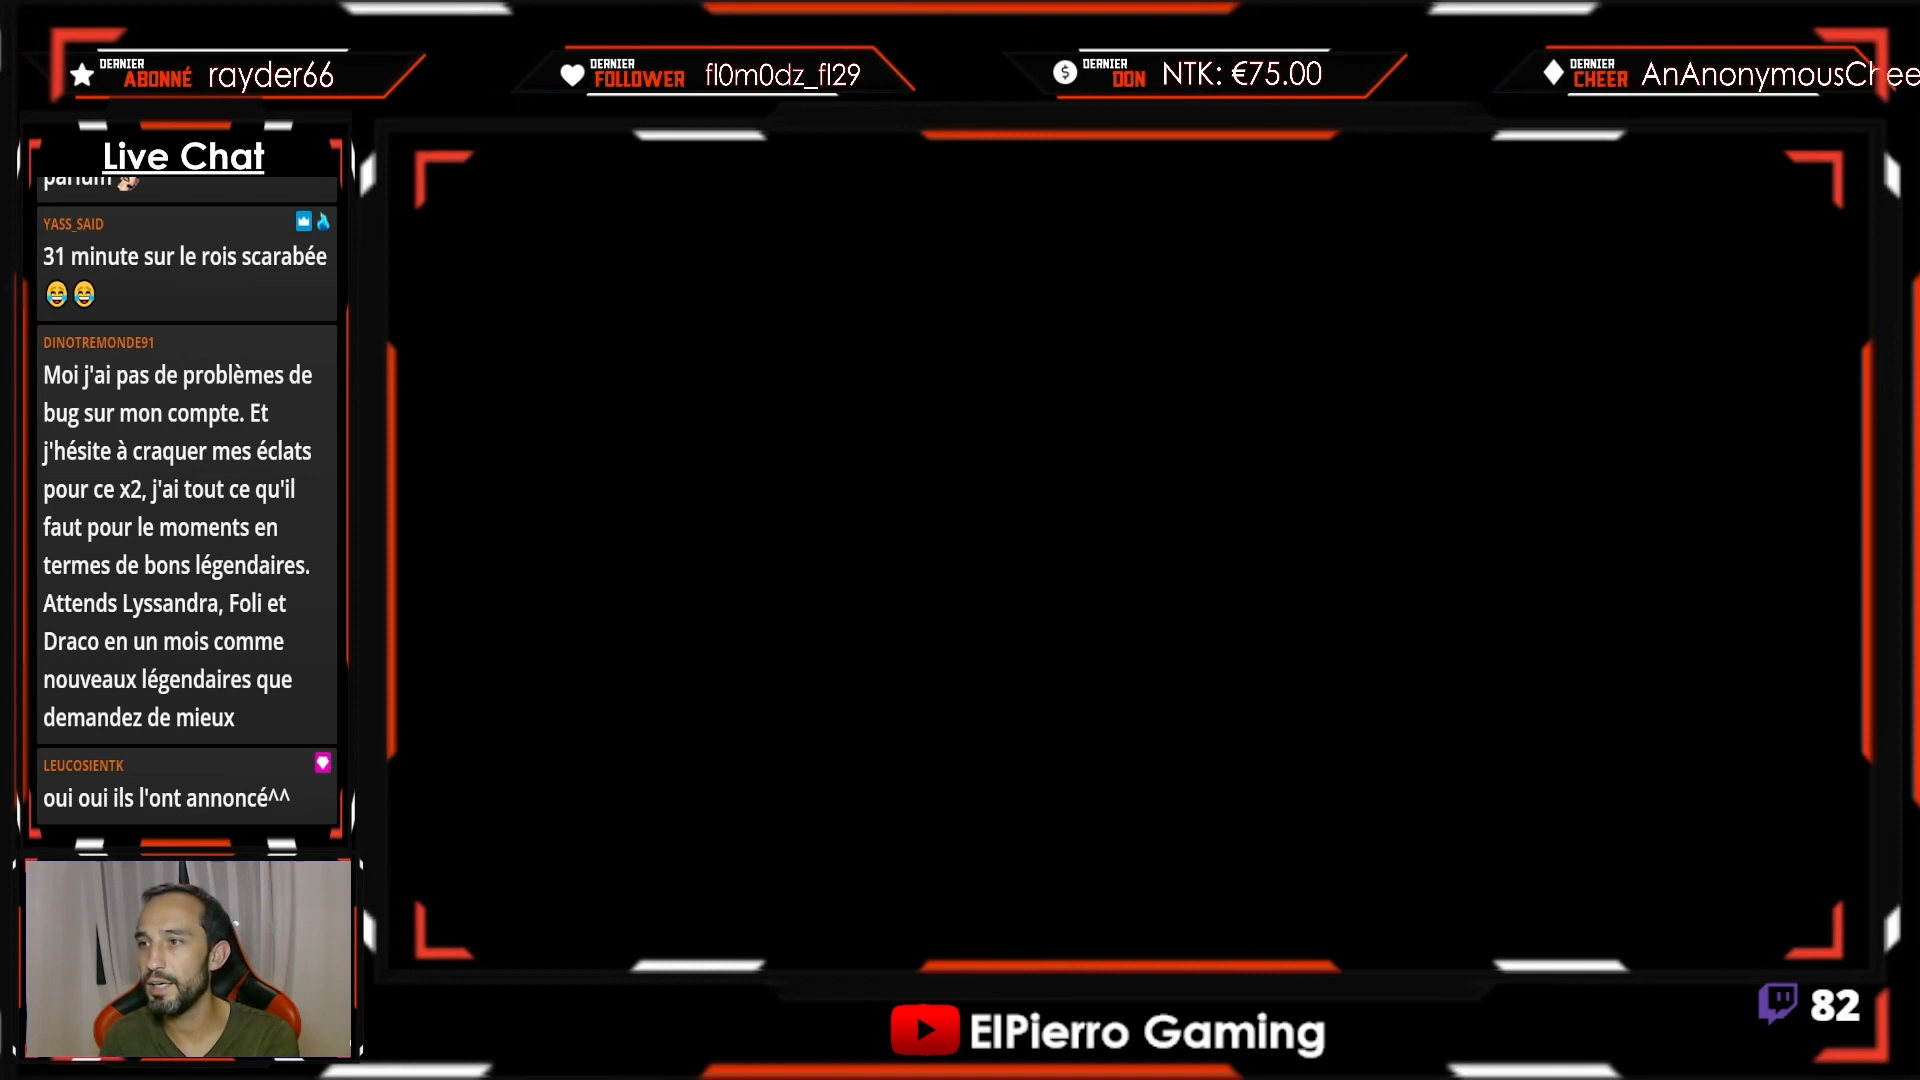 DERNIER
ABONNÉ rayder66
DERNIER
FOLLOWER fl0m0dz_fl29
DERNIER
DON NTK: €75.00
DERNIER
CHEER AnAnonymousChee
Live Chat
parfum
YASS_SAID
31 minute sur le rois scarabée
😂 😂
DINOTREMONDE91
Moi j'ai pas de problèmes de
bug sur mon compte. Et
j'hésite à craquer mes éclats
pour ce x2, j'ai tout ce qu'il
faut pour le moments en
termes de bons légendaires.
Attends Lyssandra, Foli et
Draco en un mois comme
nouveaux légendaires que
demandez de mieux
LEUCOSIENTK
oui oui ils l'ont annoncé^^
ElPierro Gaming
82